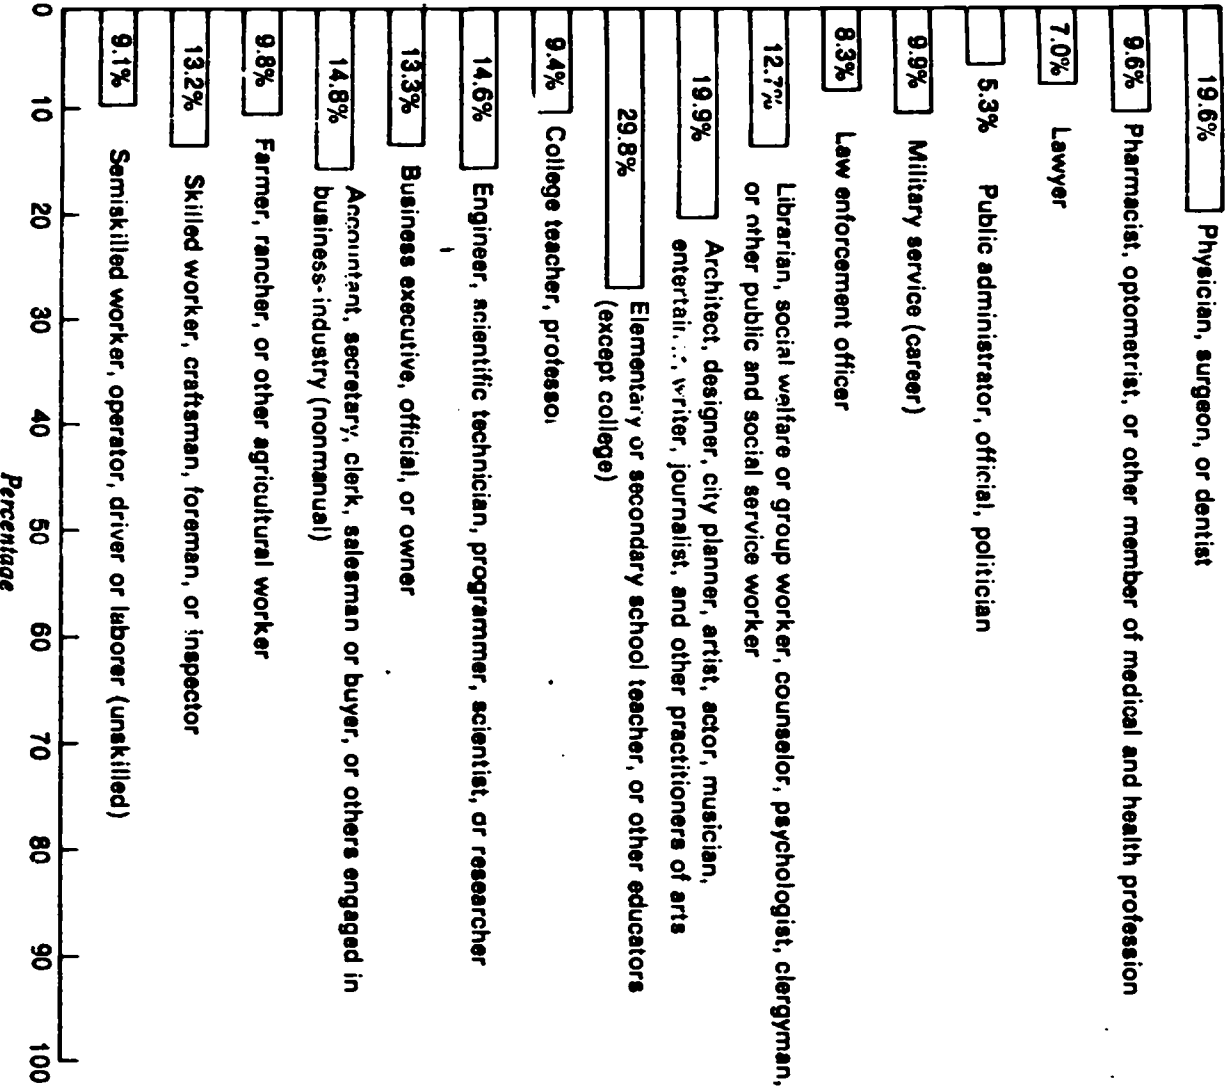 19.6% Physician, surgeon, or dentist
9.6% Pharmacist, optometrist, or other member of medical and health profession
7.0% Lawyer
5.3% Public administrator, official, politician
9.9% Military service (career)
8.3% Law enforcement officer
12.7% Librarian, social welfare or group worker, counselor, psychologist, clergyman,
or other public and social service worker
19.9% Architect, designer, city planner, artist, actor, musician,
writer, journalist, and other practitioners of arts
29.8% Elementary or secondary school teacher, or other educators
(except college)
9.4% College teacher, professor
14.6% Engineer, scientific technician, programmer, scientist, or researcher
13.3% Business executive, official, or owner
14.8% Accountant, secretary, clerk, salesman or buyer, or others engaged in
business-industry (nonmanual)
9.8% Farmer, rancher, or other agricultural worker
13.2% Skilled worker, craftsman, foreman, or inspector
9.1% Semiskilled worker, operator, driver or laborer (unskilled)
0 10 20 30 40 50 60 70 80 90 100
Percentage